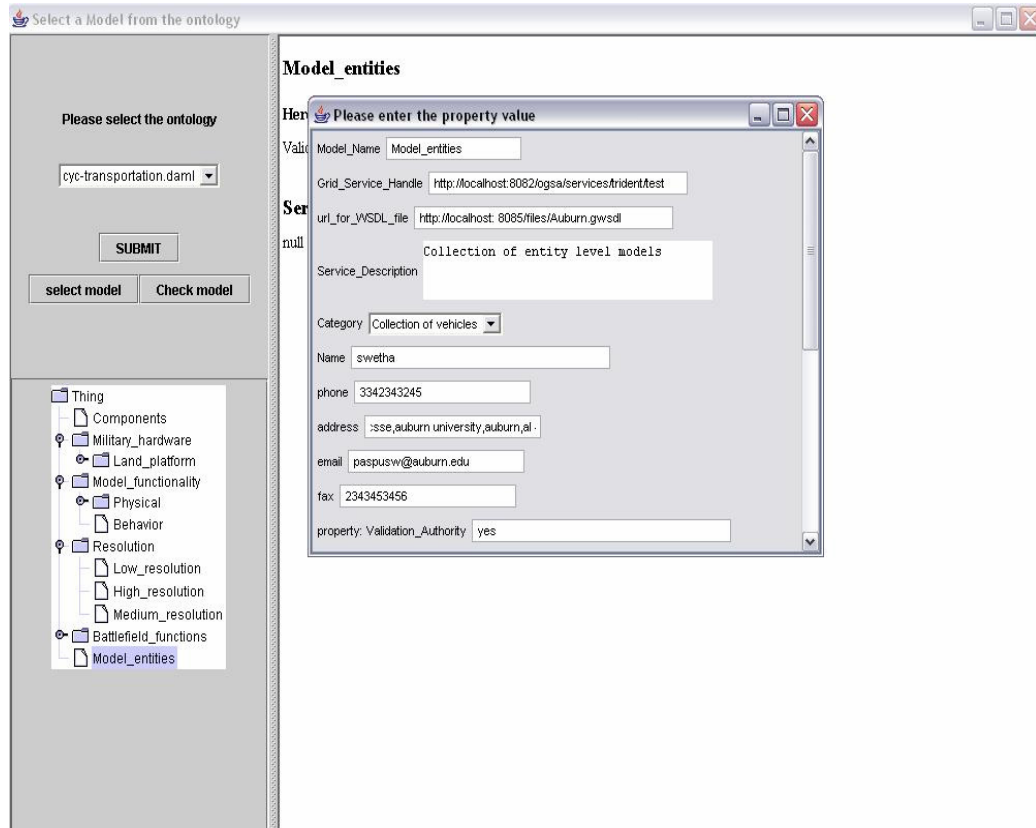 Select a Model from the ontology
Please select the ontology
cyc-transportation.daml
SUBMIT
select model Check model
Thing
Components
Military_hardware
Land_platform
Model_functionality
Physical
Behavior
Resolution
Low_resolution
High_resolution
Medium_resolution
Battlefield_functions
Model_entities
Model_entities
Her
Valid
Ser
null
Please enter the property value
Model_Name Model_entities
Grid_Service_Handle http://localhost:8082/ogsa/services/trident/test
url_for_WSDL_file http://localhost: 8085/files/Auburn.gwsdl
Service_Description Collection of entity level models
Category Collection of vehicles
Name swetha
phone 3342343245
address :sse,auburn university,auburn,al -
email paspusw@auburn.edu
fax 2343453456
property: Validation_Authority yes